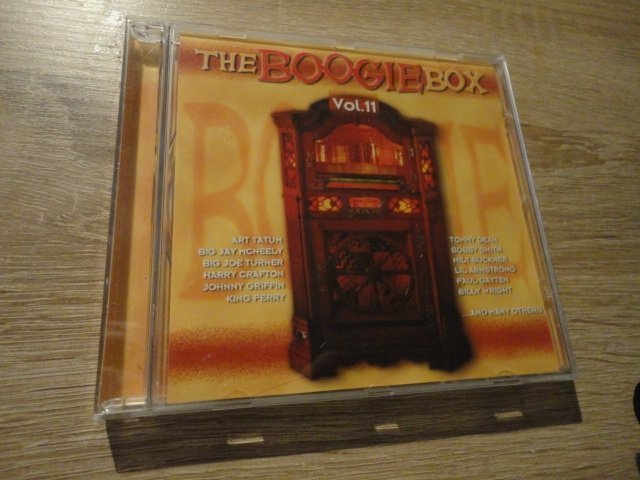 THE BOOGIE BOX
Vol.11
BOOGIE
ART TATUM
BIG JAY MCNEELY
BIG JOE TURNER
HARRY CRAFTON
JOHNNY GRIFFIN
KING PERRY
TOMMY DEAN
BOBBY SMITH
MILT BUCKNER
LIL ARMSTRONG
PAUL GAYTEN
BILLY WRIGHT
...AND MANY OTHERS